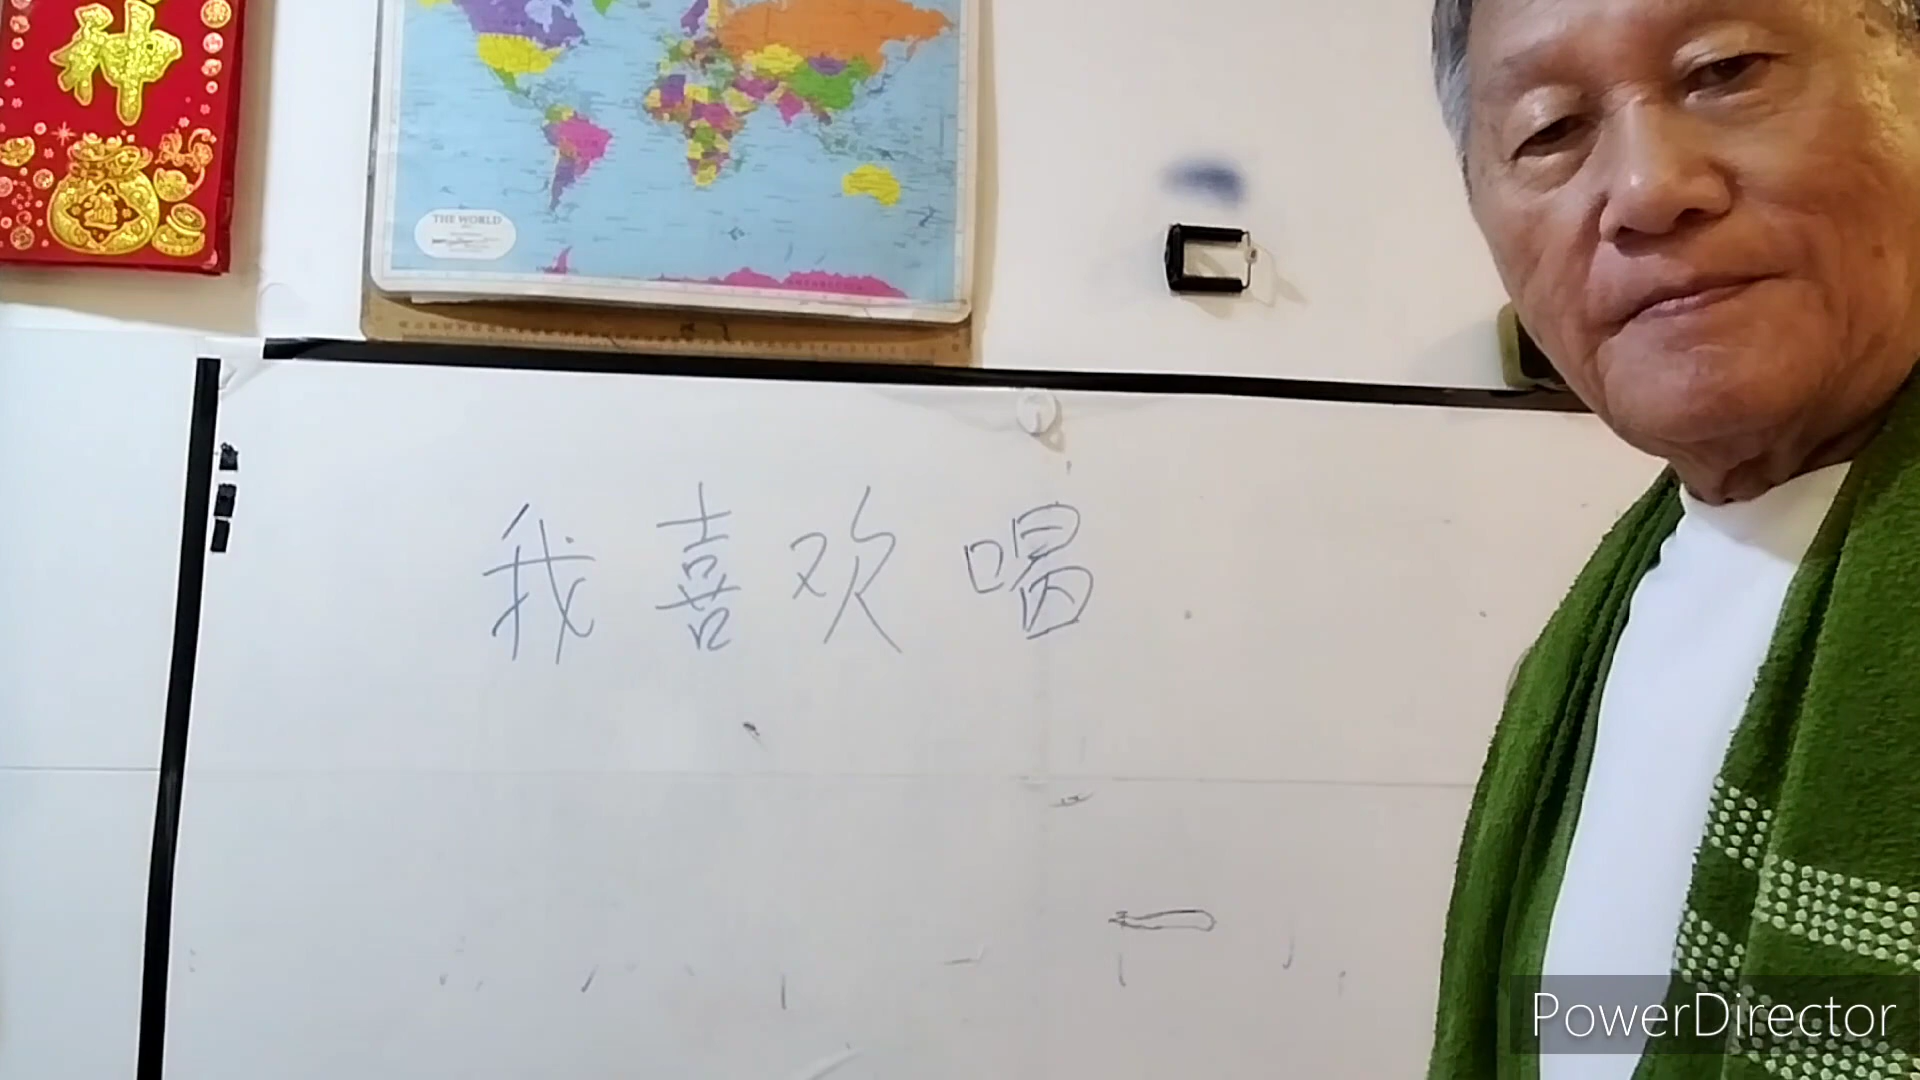 神
THE WORLD
我喜欢喝
PowerDirector